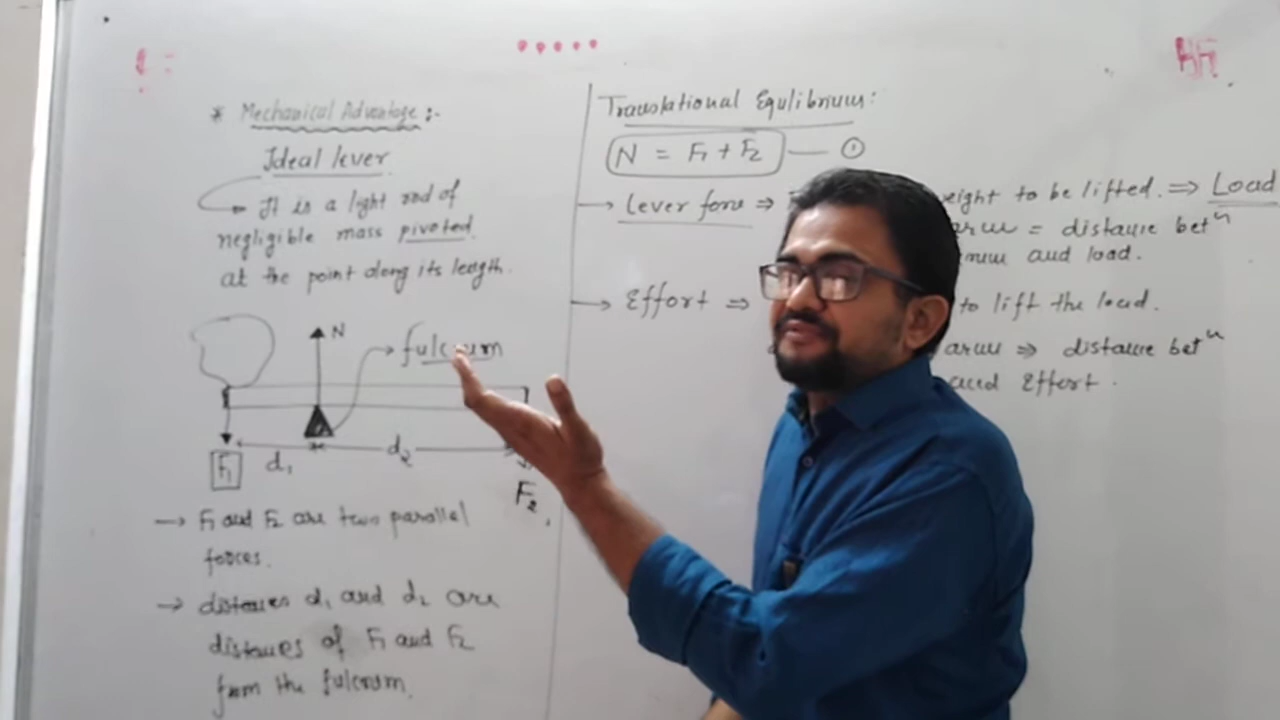 * Mechanical Advantage :-
Ideal lever
It is a light rod of
negligible mass pivoted
at the point along its length.
N
fulcrum
d₁
d₂
F₁
F₂
→ F₁ and F₂ are two parallel
forces.
→ distances d₁ and d₂ are
distances of F₁ and F₂
from the fulcrum.
Translational Equlibrium:
N = F₁ + F₂ — ①
→ Lever force ⇒ eight to be lifted. ⇒ Load
arm = distance betⁿ
and load.
→ Effort ⇒ to lift the load.
arm ⇒ distance betⁿ
and Effort.